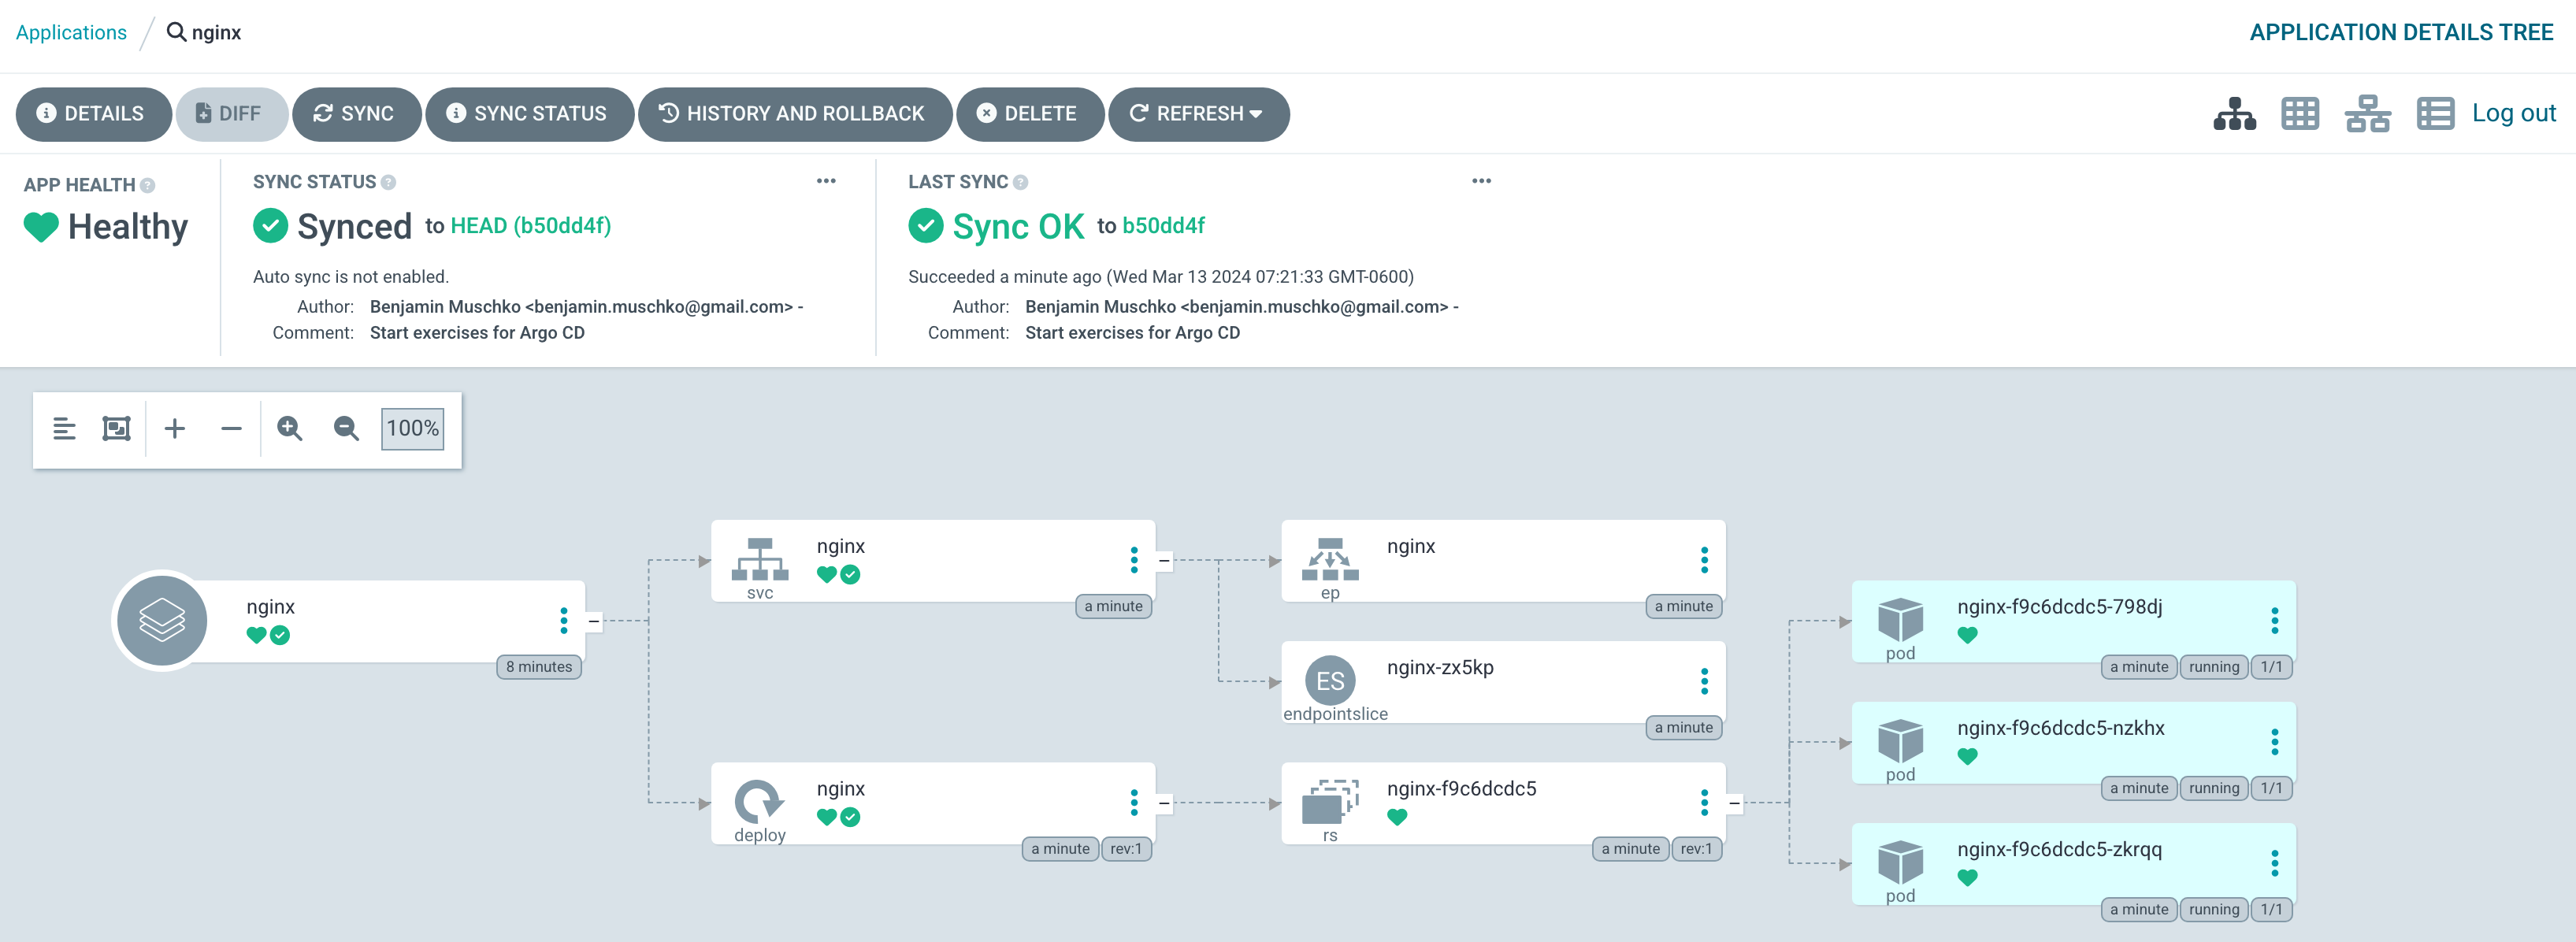 Applications / nginx
APPLICATION DETAILS TREE
DETAILS
DIFF
SYNC
SYNC STATUS
HISTORY AND ROLLBACK
DELETE
REFRESH
Log out
APP HEALTH
Healthy
SYNC STATUS
Synced to HEAD (b50dd4f)
Auto sync is not enabled.
Author: Benjamin Muschko <benjamin.muschko@gmail.com> -
Comment: Start exercises for Argo CD
LAST SYNC
Sync OK to b50dd4f
Succeeded a minute ago (Wed Mar 13 2024 07:21:33 GMT-0600)
Author: Benjamin Muschko <benjamin.muschko@gmail.com> -
Comment: Start exercises for Argo CD
100%
nginx
8 minutes
nginx
svc
a minute
nginx
deploy
a minute rev:1
nginx
ep
a minute
nginx-zx5kp
ES
endpointslice
a minute
nginx-f9c6dcdc5
rs
a minute rev:1
nginx-f9c6dcdc5-798dj
pod
a minute running 1/1
nginx-f9c6dcdc5-nzkhx
pod
a minute running 1/1
nginx-f9c6dcdc5-zkrqq
pod
a minute running 1/1